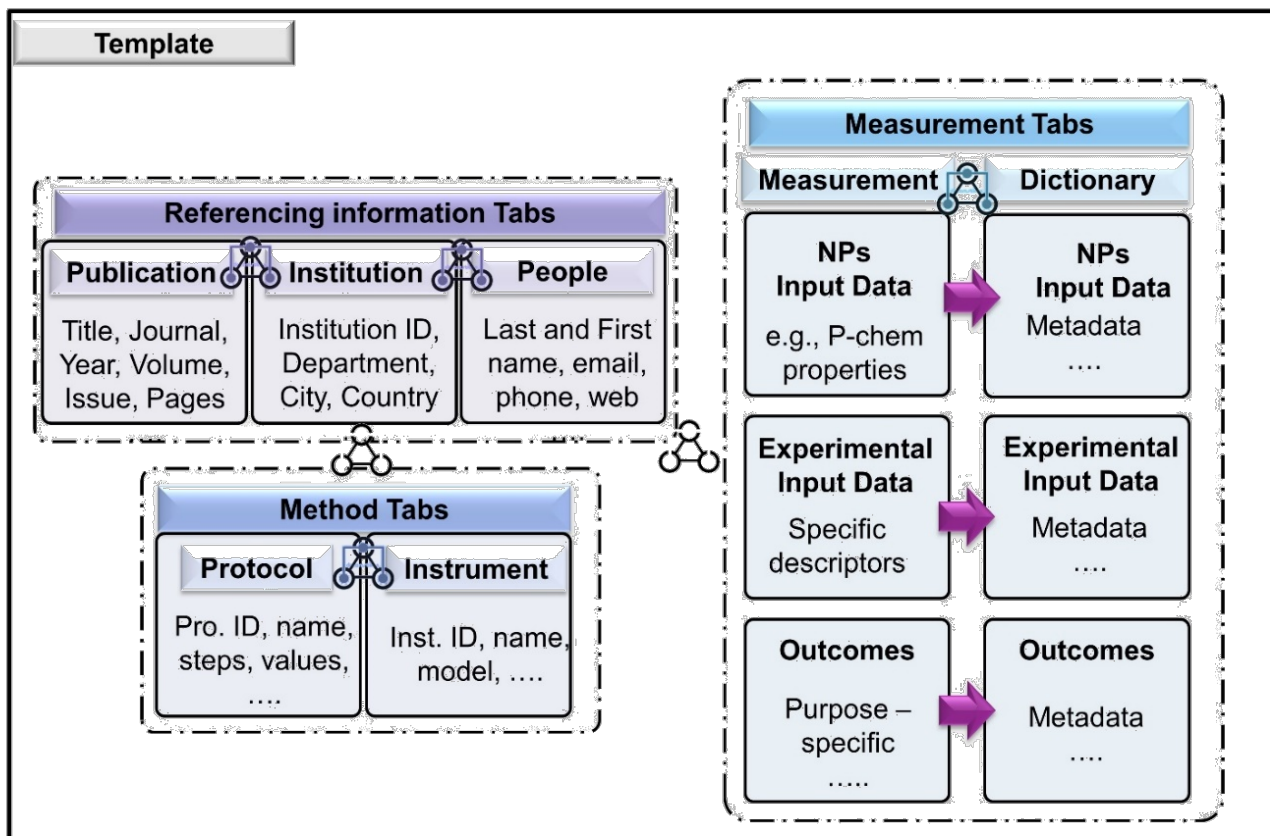 Template
Referencing information Tabs
Publication
Title, Journal,
Year, Volume,
Issue, Pages
Institution
Institution ID,
Department,
City, Country
People
Last and First
name, email,
phone, web
....
Method Tabs
Protocol
Pro. ID, name,
steps, values,
....
Instrument
Inst. ID, name,
model, ....
Measurement Tabs
Measurement
Dictionary
NPs
Input Data
e.g., P-chem
properties
NPs
Input Data
Metadata
....
Experimental
Input Data
Specific
descriptors
Experimental
Input Data
Metadata
....
Outcomes
Purpose –
specific
.....
Outcomes
Metadata
....